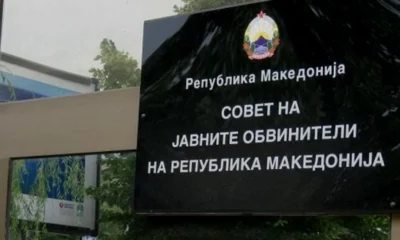 Република Македонија
СОВЕТ НА
ЈАВНИТЕ ОБВИНИТЕЛИ
НА РЕПУБЛИКА МАКЕДОНИЈА